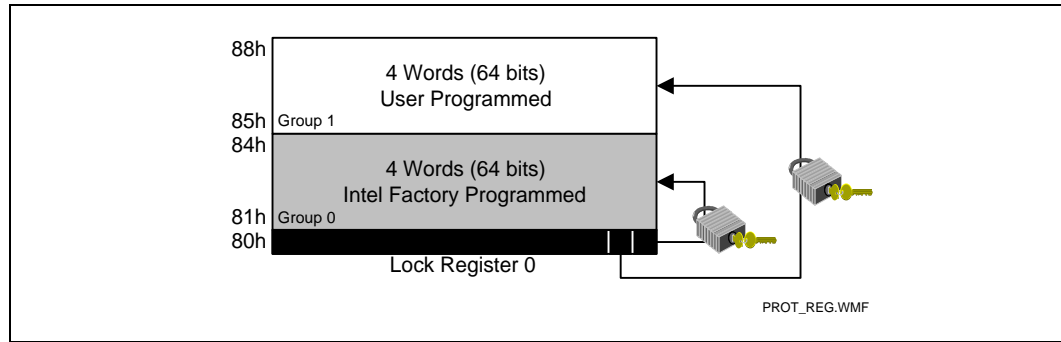 88h
4 Words (64 bits)
User Programmed
85h Group 1
84h
4 Words (64 bits)
Intel Factory Programmed
81h Group 0
80h
Lock Register 0
PROT_REG.WMF